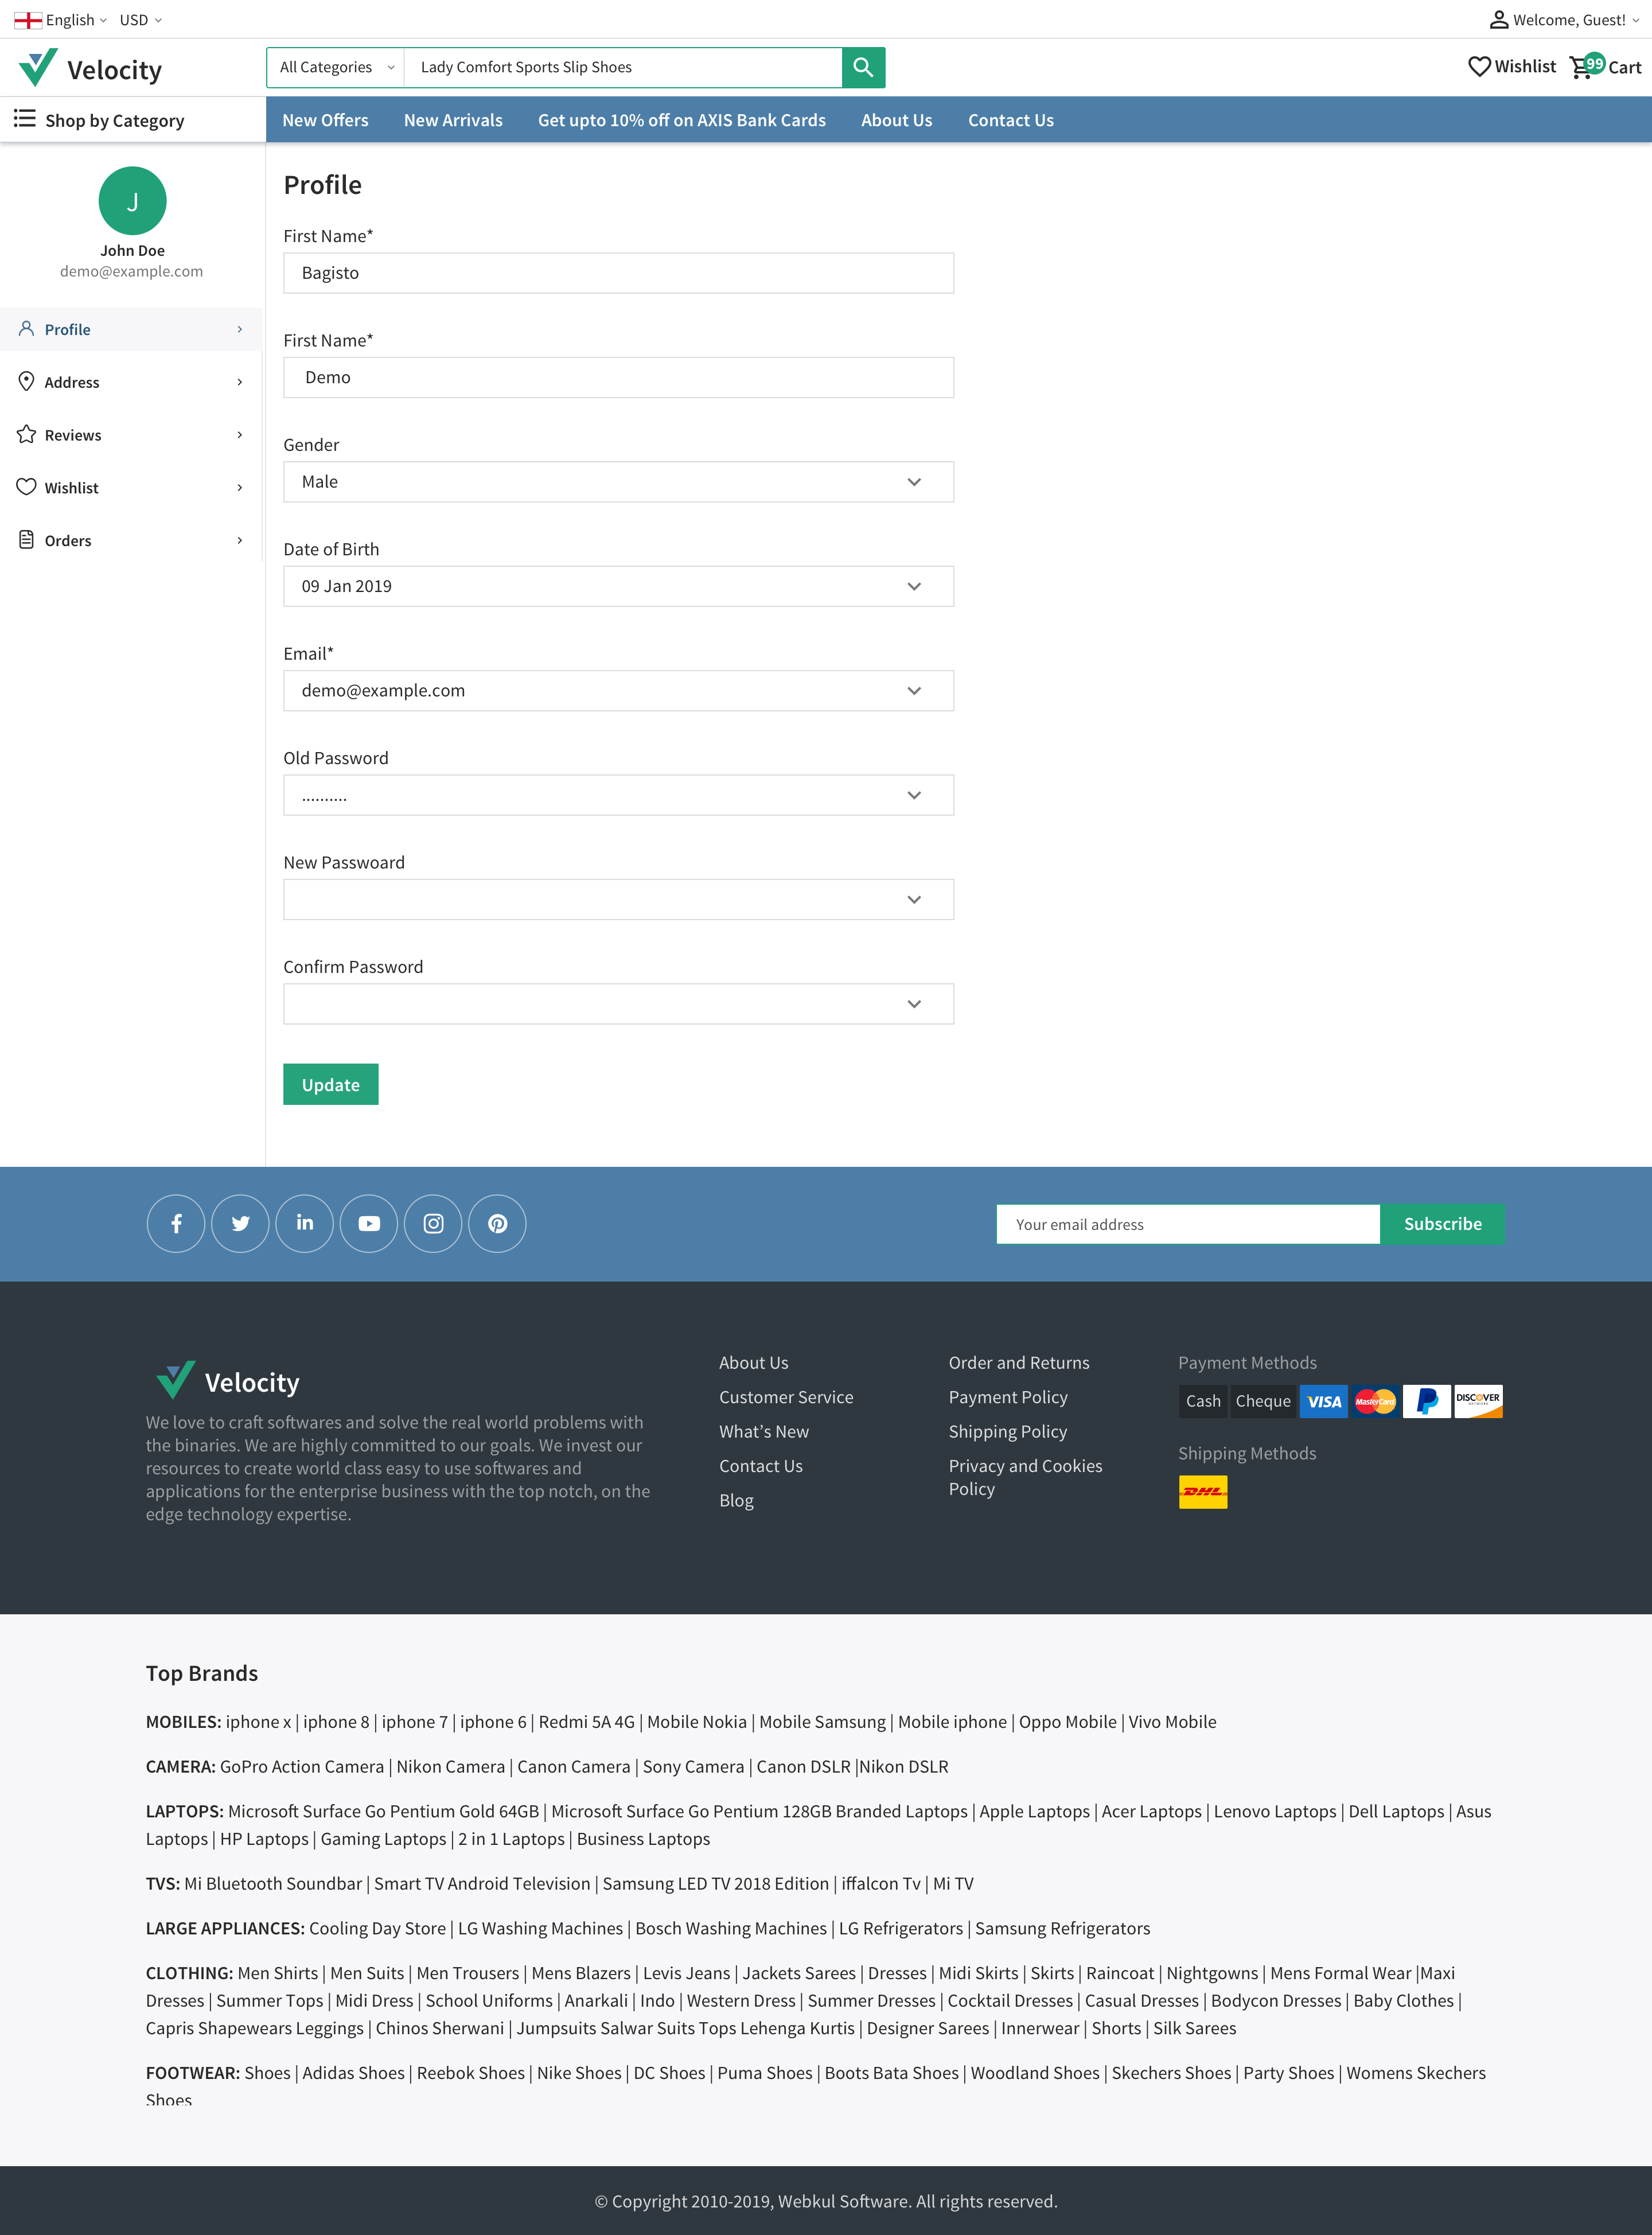 English USD Welcome, Guest!
Velocity All Categories Lady Comfort Sports Slip Shoes Wishlist 99 Cart
Shop by Category New Offers New Arrivals Get upto 10% off on AXIS Bank Cards About Us Contact Us
J
John Doe
demo@example.com
Profile
Address
Reviews
Wishlist
Orders
Profile
First Name*
Bagisto
First Name*
Demo
Gender
Male
Date of Birth
09 Jan 2019
Email*
demo@example.com
Old Password
..........
New Passwoard
Confirm Password
Update
Your email address Subscribe
Velocity
We love to craft softwares and solve the real world problems with
the binaries. We are highly committed to our goals. We invest our
resources to create world class easy to use softwares and
applications for the enterprise business with the top notch, on the
edge technology expertise.
About Us
Customer Service
What's New
Contact Us
Blog
Order and Returns
Payment Policy
Shipping Policy
Privacy and Cookies
Policy
Payment Methods
Cash Cheque VISA MasterCard DISCOVER NETWORK
Shipping Methods
DHL
Top Brands
MOBILES: iphone x | iphone 8 | iphone 7 | iphone 6 | Redmi 5A 4G | Mobile Nokia | Mobile Samsung | Mobile iphone | Oppo Mobile | Vivo Mobile
CAMERA: GoPro Action Camera | Nikon Camera | Canon Camera | Sony Camera | Canon DSLR |Nikon DSLR
LAPTOPS: Microsoft Surface Go Pentium Gold 64GB | Microsoft Surface Go Pentium 128GB Branded Laptops | Apple Laptops | Acer Laptops | Lenovo Laptops | Dell Laptops | Asus
Laptops | HP Laptops | Gaming Laptops | 2 in 1 Laptops | Business Laptops
TVS: Mi Bluetooth Soundbar | Smart TV Android Television | Samsung LED TV 2018 Edition | iffalcon Tv | Mi TV
LARGE APPLIANCES: Cooling Day Store | LG Washing Machines | Bosch Washing Machines | LG Refrigerators | Samsung Refrigerators
CLOTHING: Men Shirts | Men Suits | Men Trousers | Mens Blazers | Levis Jeans | Jackets Sarees | Dresses | Midi Skirts | Skirts | Raincoat | Nightgowns | Mens Formal Wear |Maxi
Dresses | Summer Tops | Midi Dress | School Uniforms | Anarkali | Indo | Western Dress | Summer Dresses | Cocktail Dresses | Casual Dresses | Bodycon Dresses | Baby Clothes |
Capris Shapewears Leggings | Chinos Sherwani | Jumpsuits Salwar Suits Tops Lehenga Kurtis | Designer Sarees | Innerwear | Shorts | Silk Sarees
FOOTWEAR: Shoes | Adidas Shoes | Reebok Shoes | Nike Shoes | DC Shoes | Puma Shoes | Boots Bata Shoes | Woodland Shoes | Skechers Shoes | Party Shoes | Womens Skechers
Shoes
© Copyright 2010-2019, Webkul Software. All rights reserved.